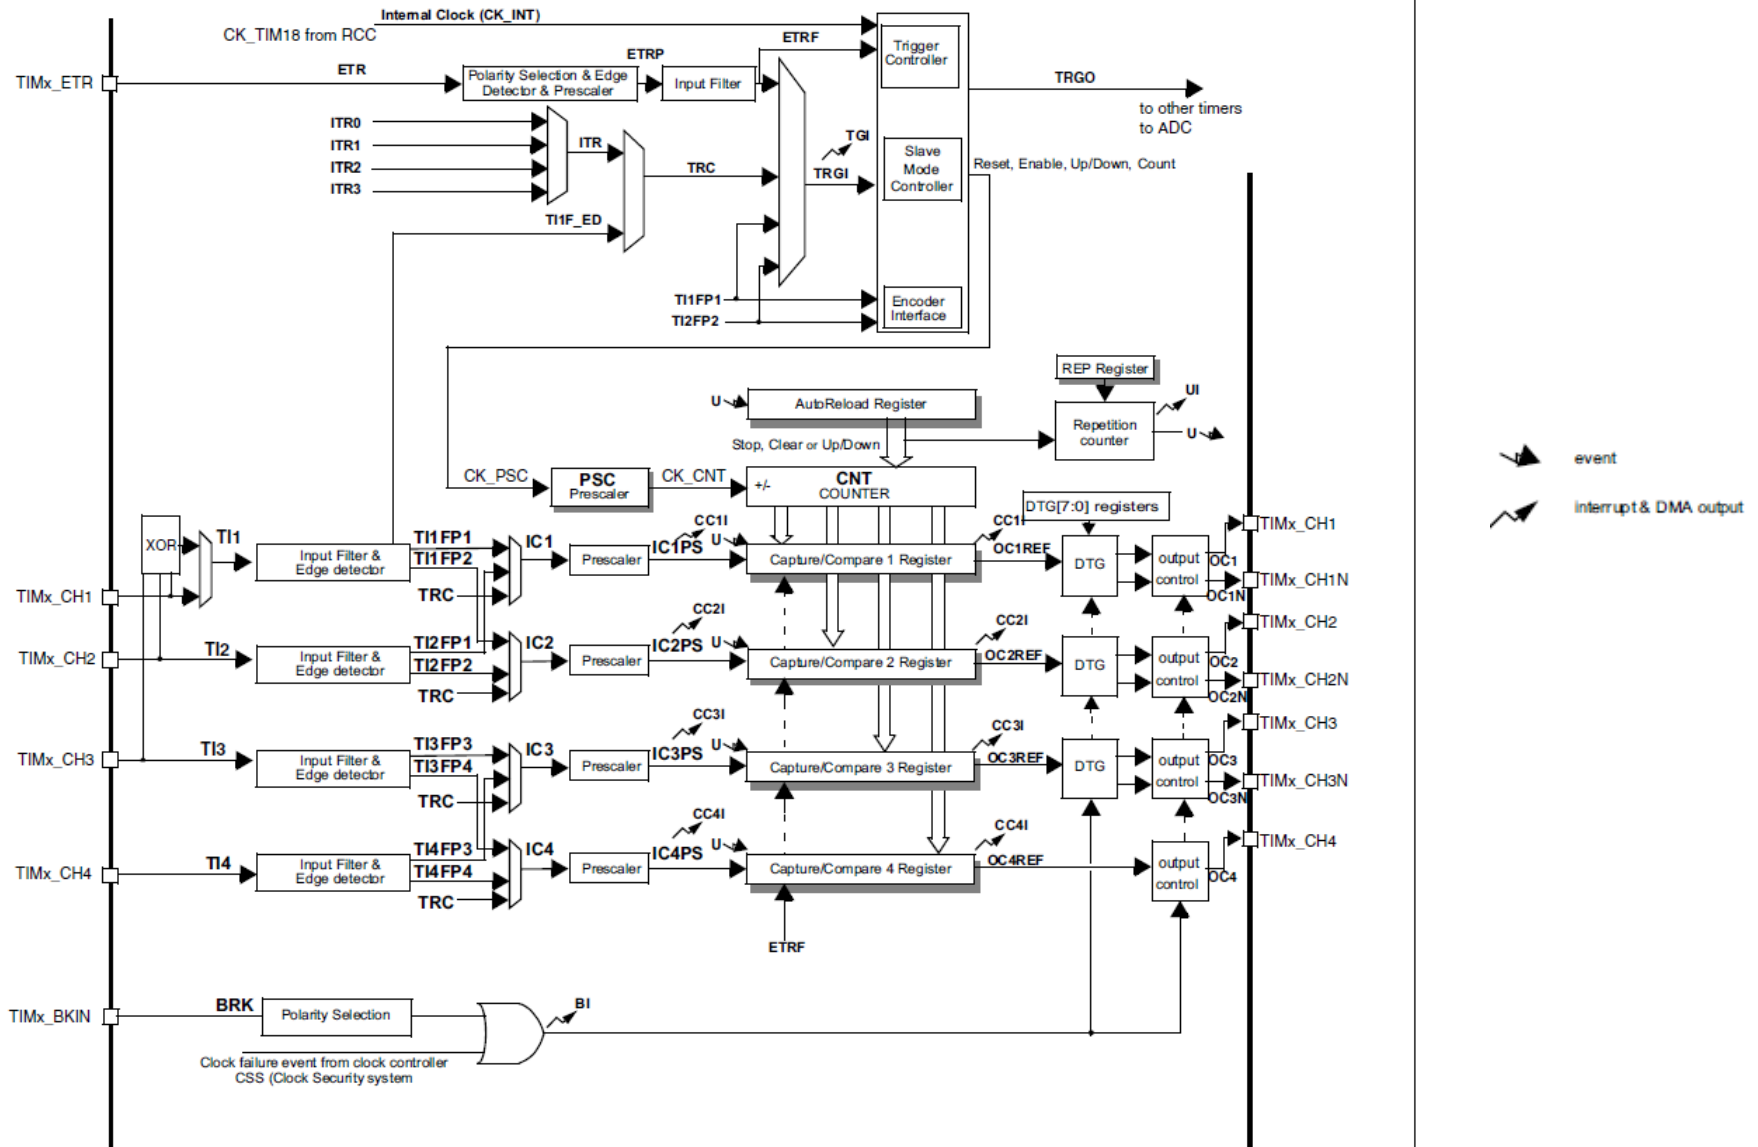 Internal Clock (CK_INT)
CK_TIM18 from RCC
ETRF
Trigger
Controller
ETRP
TIMx_ETR
ETR
Polarity Selection & Edge
Detector & Prescaler
Input Filter
TRGO
to other timers
to ADC
ITR0
ITR1
ITR2
ITR3
ITR
TRC
TGI
TRGI
Slave
Mode
Controller
Reset, Enable, Up/Down, Count
TI1F_ED
TI1FP1
TI2FP2
Encoder
Interface
REP Register
UI
U
AutoReload Register
Repetition
counter
U
Stop, Clear or Up/Down
CK_PSC
PSC
Prescaler
CK_CNT
+/-
CNT
COUNTER
DTG[7:0] registers
event
interrupt & DMA output
XOR
TI1
Input Filter &
Edge detector
TI1FP1
TI1FP2
TRC
IC1
Prescaler
IC1PS
CC1I
U
Capture/Compare 1 Register
CC1I
OC1REF
DTG
output
control
OC1
OC1N
TIMx_CH1
TIMx_CH1N
TIMx_CH1
TIMx_CH2
TI2
Input Filter &
Edge detector
TI2FP1
TI2FP2
TRC
IC2
Prescaler
IC2PS
CC2I
U
Capture/Compare 2 Register
CC2I
OC2REF
DTG
output
control
OC2
OC2N
TIMx_CH2
TIMx_CH2N
TIMx_CH3
TI3
Input Filter &
Edge detector
TI3FP3
TI3FP4
TRC
IC3
Prescaler
IC3PS
CC3I
U
Capture/Compare 3 Register
CC3I
OC3REF
DTG
output
control
OC3
OC3N
TIMx_CH3
TIMx_CH3N
TIMx_CH4
TI4
Input Filter &
Edge detector
TI4FP3
TI4FP4
TRC
IC4
Prescaler
IC4PS
CC4I
U
Capture/Compare 4 Register
CC4I
OC4REF
output
control
OC4
TIMx_CH4
ETRF
TIMx_BKIN
BRK
Polarity Selection
BI
Clock failure event from clock controller
CSS (Clock Security system